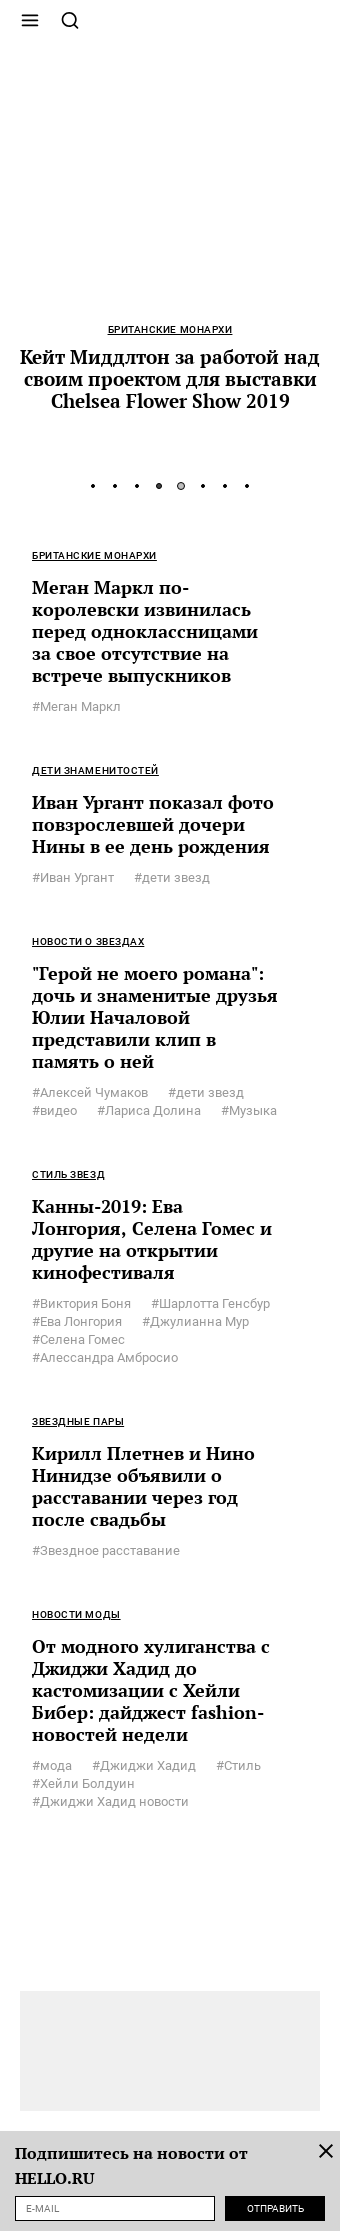 БРИТАНСКИЕ МОНАРХИ
Кейт Миддлтон за работой над
своим проектом для выставки
Chelsea Flower Show 2019
БРИТАНСКИЕ МОНАРХИ
Меган Маркл по-
королевски извинилась
перед одноклассницами
за свое отсутствие на
встрече выпускников
#Меган Маркл
ДЕТИ ЗНАМЕНИТОСТЕЙ
Иван Ургант показал фото
повзрослевшей дочери
Нины в ее день рождения
#Иван Ургант #дети звезд
НОВОСТИ О ЗВЕЗДАХ
"Герой не моего романа":
дочь и знаменитые друзья
Юлии Началовой
представили клип в
память о ней
#Алексей Чумаков #дети звезд
#видео #Лариса Долина #Музыка
СТИЛЬ ЗВЕЗД
Канны-2019: Ева
Лонгория, Селена Гомес и
другие на открытии
кинофестиваля
#Виктория Боня #Шарлотта Генсбур
#Ева Лонгория #Джулианна Мур
#Селена Гомес
#Алессандра Амбросио
ЗВЕЗДНЫЕ ПАРЫ
Кирилл Плетнев и Нино
Нинидзе объявили о
расставании через год
после свадьбы
#Звездное расставание
НОВОСТИ МОДЫ
От модного хулиганства с
Джиджи Хадид до
кастомизации с Хейли
Бибер: дайджест fashion-
новостей недели
#мода #Джиджи Хадид #Стиль
#Хейли Болдуин
#Джиджи Хадид новости
Подпишитесь на новости от
HELLO.RU
E-MAIL ОТПРАВИТЬ